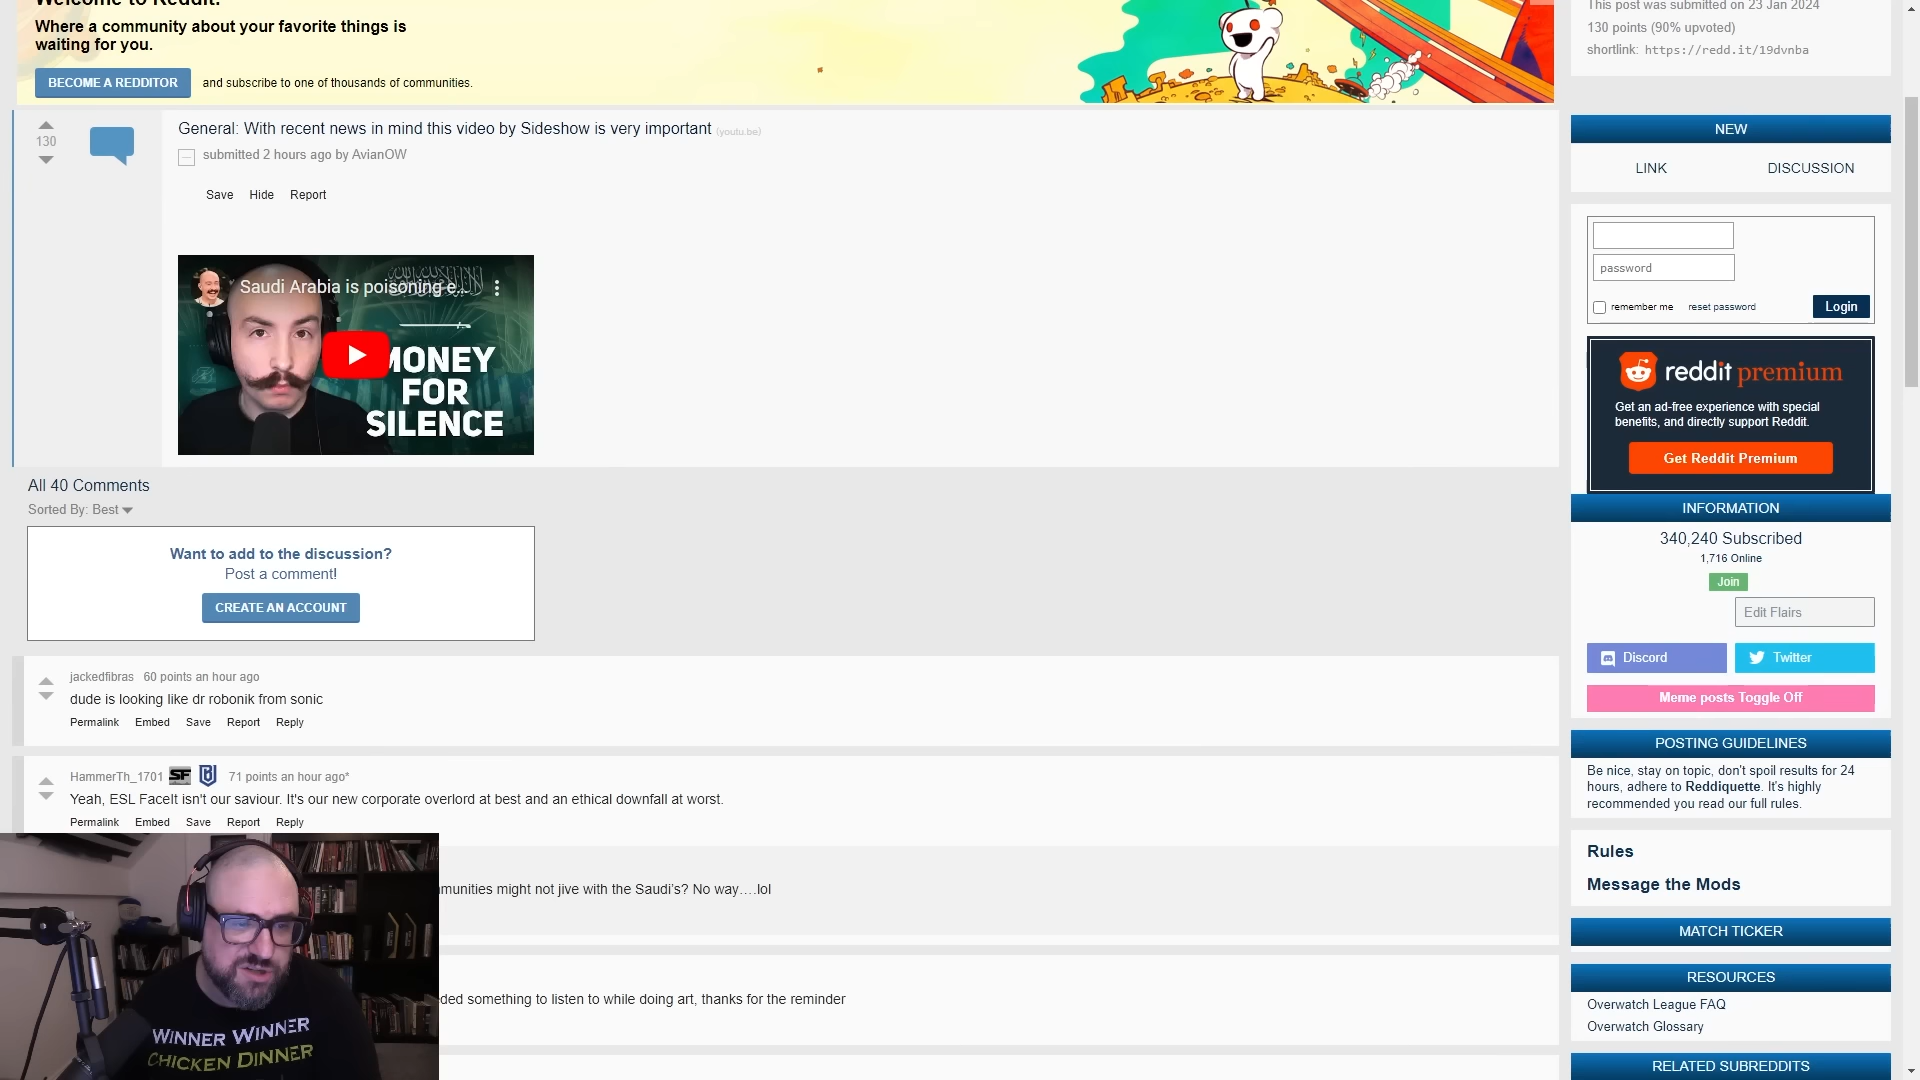 Welcome to Reddit.
Where a community about your favorite things is
waiting for you.
BECOME A REDDITOR
and subscribe to one of thousands of communities.
This post was submitted on 23 Jan 2024
130 points (90% upvoted)
shortlink: https://redd.it/19dvnba
130
General: With recent news in mind this video by Sideshow is very important (youtu.be)
submitted 2 hours ago by AvianOW
Save Hide Report
Saudi Arabia is poisoning e...
MONEY
FOR
SILENCE
All 40 Comments
Sorted By: Best
Want to add to the discussion?
Post a comment!
CREATE AN ACCOUNT
jackedfibras 60 points an hour ago
dude is looking like dr robonik from sonic
Permalink Embed Save Report Reply
HammerTh_1701 SF 71 points an hour ago*
Yeah, ESL FaceIt isn't our saviour. It's our new corporate overlord at best and an ethical downfall at worst.
Permalink Embed Save Report Reply
might not jive with the Saudi's? No way....lol
something to listen to while doing art, thanks for the reminder
WINNER WINNER
CHICKEN DINNER
NEW
LINK DISCUSSION
password
remember me reset password Login
reddit premium
Get an ad-free experience with special
benefits, and directly support Reddit.
Get Reddit Premium
INFORMATION
340,240 Subscribed
1,716 Online
Join
Edit Flairs
Discord Twitter
Meme posts Toggle Off
POSTING GUIDELINES
Be nice, stay on topic, don't spoil results for 24
hours, adhere to Reddiquette. It's highly
recommended you read our full rules.
Rules
Message the Mods
MATCH TICKER
RESOURCES
Overwatch League FAQ
Overwatch Glossary
RELATED SUBREDDITS